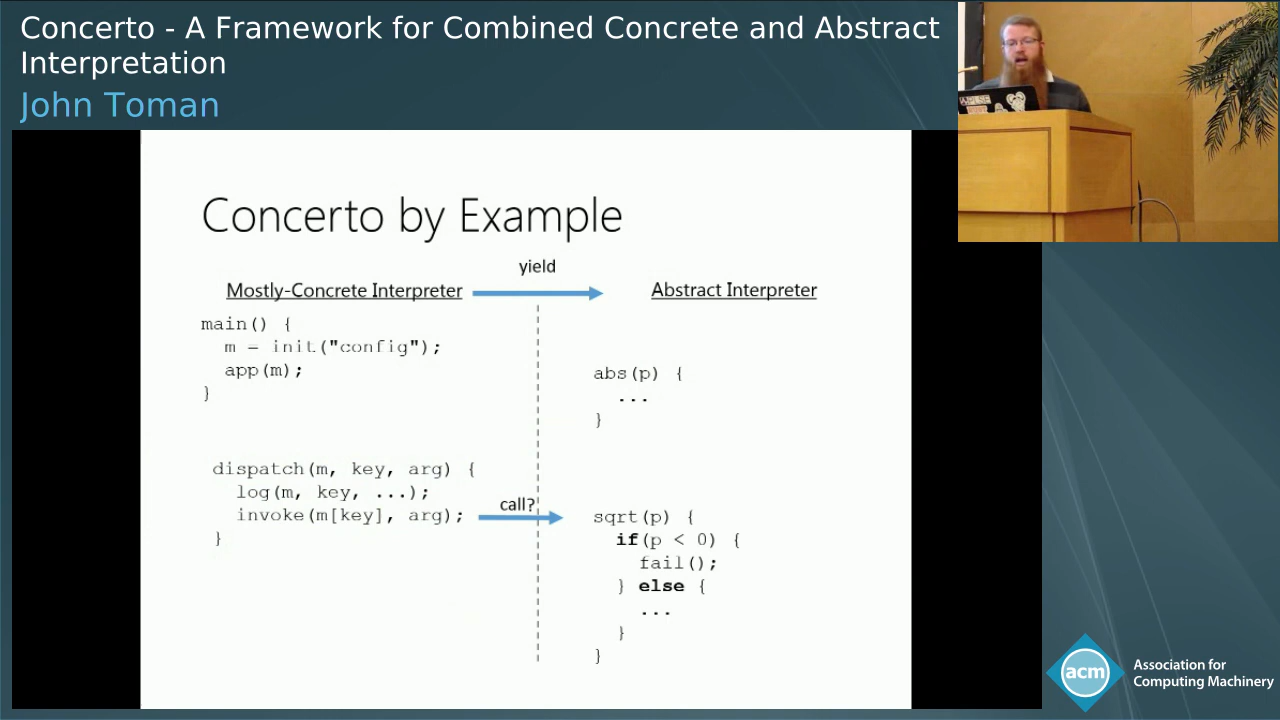 Concerto - A Framework for Combined Concrete and Abstract
Interpretation
John Toman
Concerto by Example
yield
Mostly-Concrete Interpreter
Abstract Interpreter
main() {
m = init("config");
app(m);
}
abs(p) {
...
}
dispatch(m, key, arg) {
log(m, key, ...);
invoke(m[key], arg);
}
call?
sqrt(p) {
if(p < 0) {
fail();
} else {
...
}
}
acm
Association for
Computing Machinery